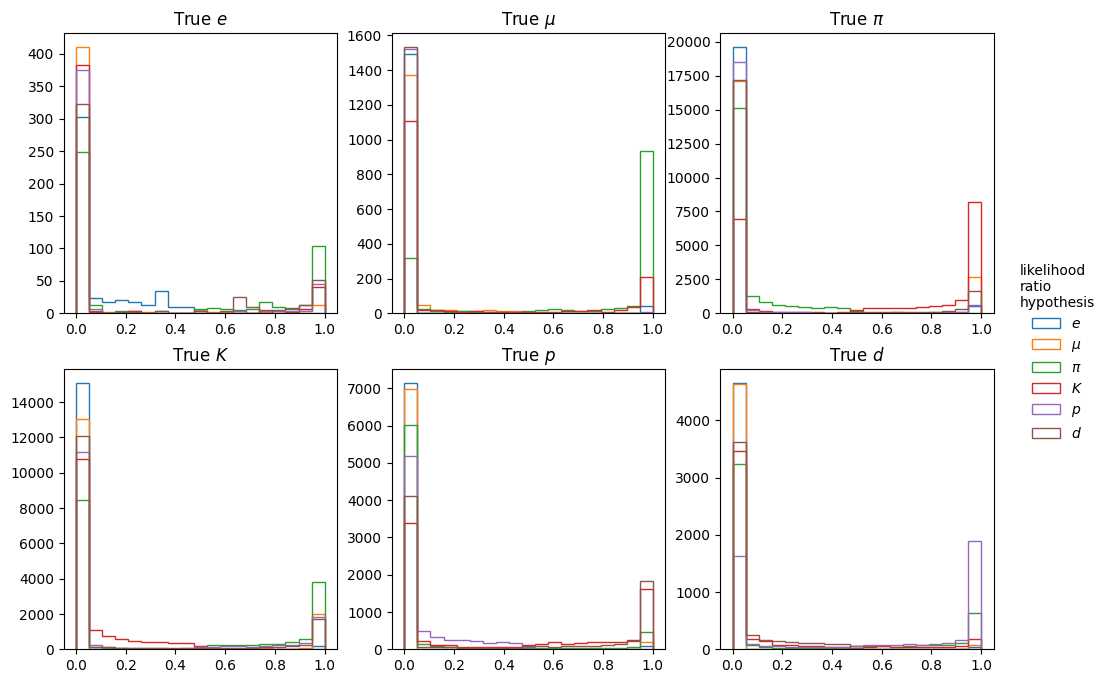 True e
True μ
True π
400
350
300
250
200
150
100
50
0
0.0 0.2 0.4 0.6 0.8 1.0
1600
1400
1200
1000
800
600
400
200
0
0.0 0.2 0.4 0.6 0.8 1.0
20000
17500
15000
12500
10000
7500
5000
2500
0
0.0 0.2 0.4 0.6 0.8 1.0
True K
True p
True d
14000
12000
10000
8000
6000
4000
2000
0
0.0 0.2 0.4 0.6 0.8 1.0
7000
6000
5000
4000
3000
2000
1000
0
0.0 0.2 0.4 0.6 0.8 1.0
4000
3000
2000
1000
0
0.0 0.2 0.4 0.6 0.8 1.0
likelihood
ratio
hypothesis
e
μ
π
K
p
d